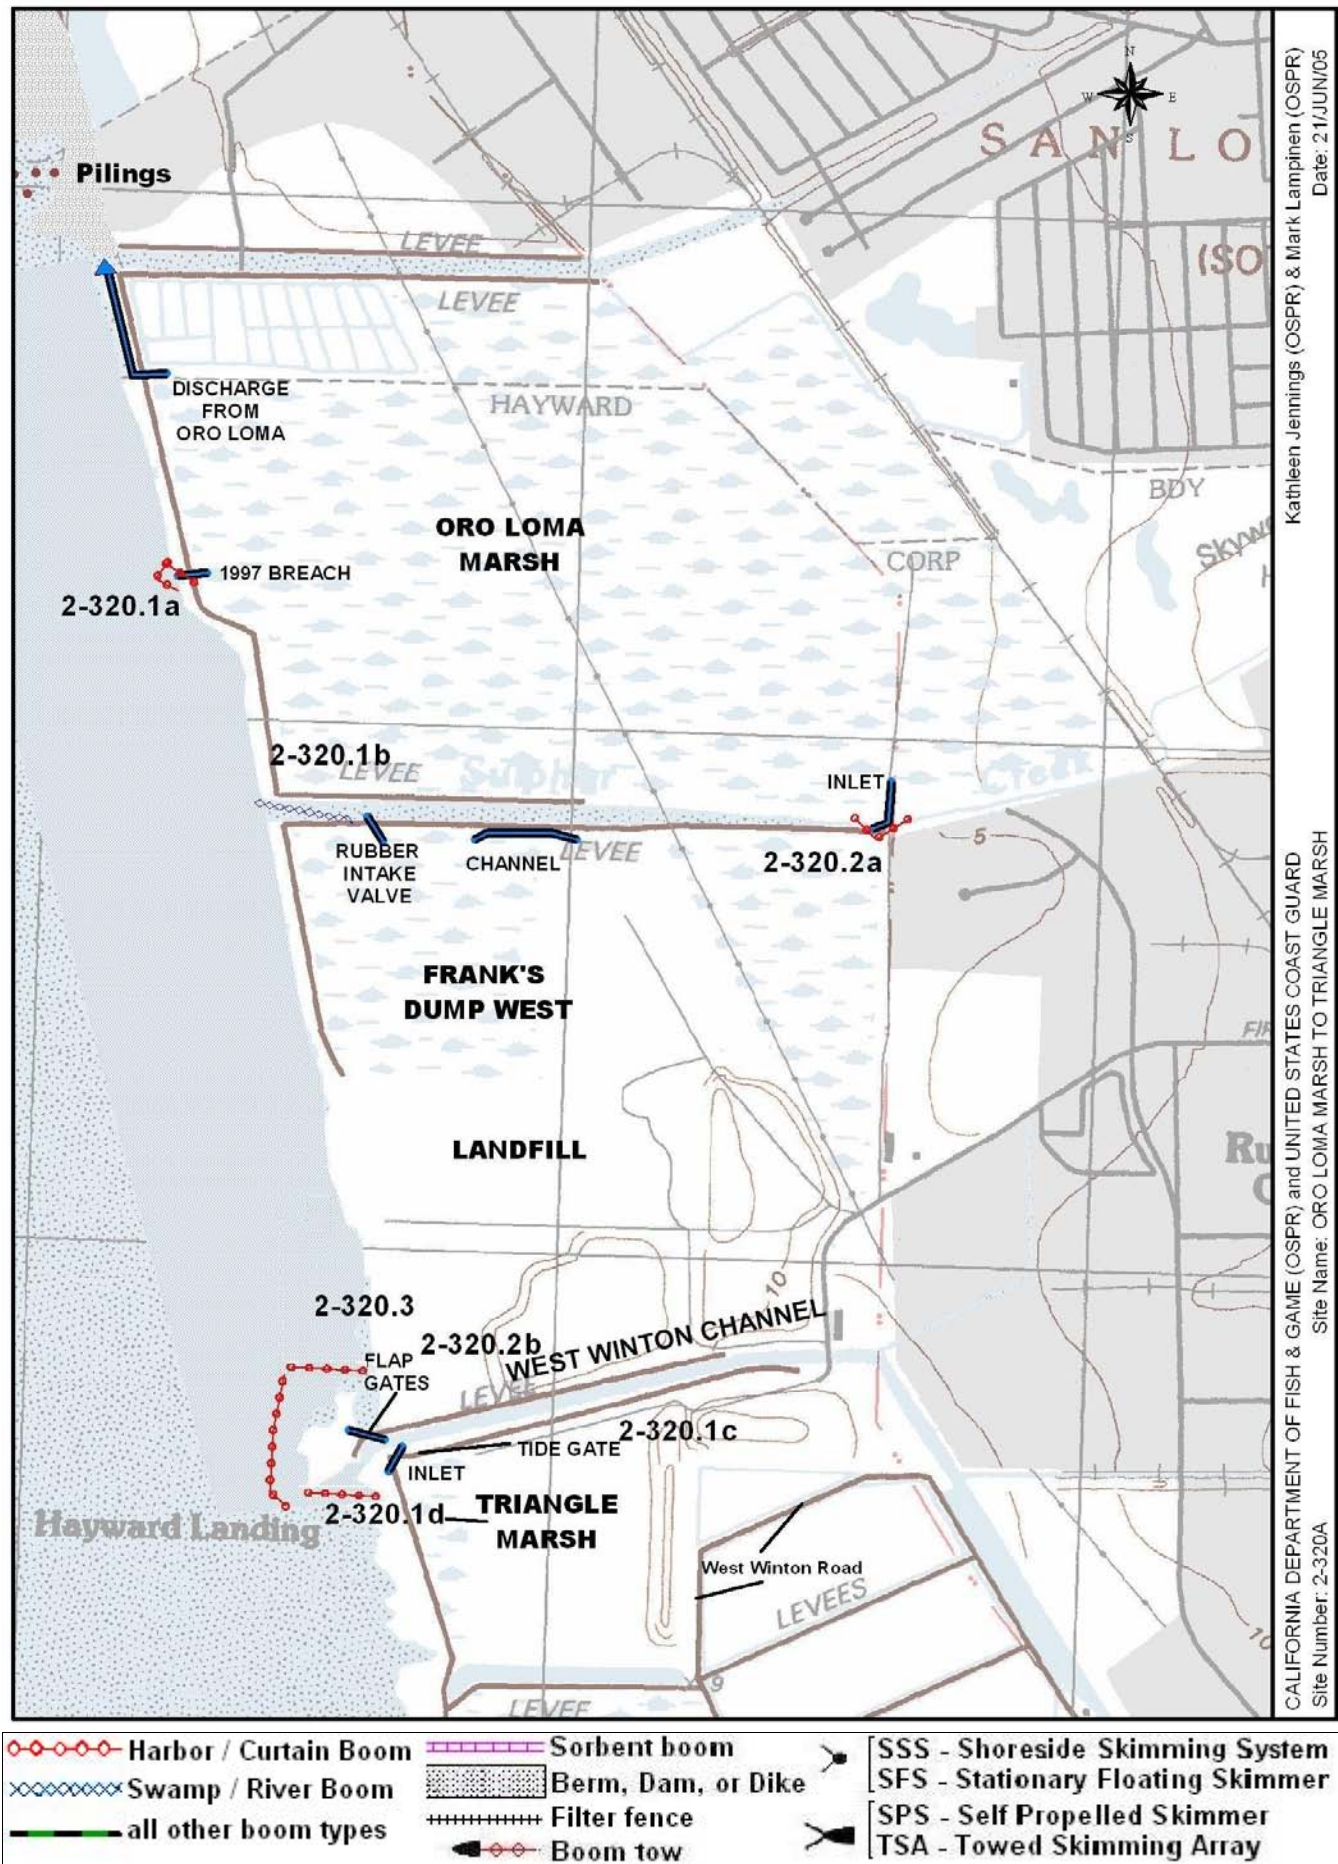 N
W E
S
SAN LO
Pilings
(SO
LEVEE
LEVEE
DISCHARGE
FROM
ORO LOMA
HAYWARD
BDY
ORO LOMA
MARSH
CORP
Skyw
H
1997 BREACH
2-320.1a
2-320.1b
LEVEE
Sulphur
Creek
INLET
RUBBER
INTAKE
VALVE
CHANNEL
LEVEE
2-320.2a
5
FRANK'S
DUMP WEST
FIR
LANDFILL
Ru
C
10
2-320.3
2-320.2b
WEST WINTON CHANNEL
FLAP
GATES
LEVEE
2-320.1c
TIDE GATE
INLET
Hayward Landing
2-320.1d
TRIANGLE
MARSH
West Winton Road
LEVEES
10
9
LEVEE
Kathleen Jennings (OSPR) & Mark Lampinen (OSPR)
Date: 21/JUN/05
CALIFORNIA DEPARTMENT OF FISH & GAME (OSPR) and UNITED STATES COAST GUARD
Site Number: 2-320A
Site Name: ORO LOMA MARSH TO TRIANGLE MARSH
Harbor / Curtain Boom
Swamp / River Boom
all other boom types
Sorbent boom
Berm, Dam, or Dike
Filter fence
Boom tow
SSS - Shoreside Skimming System
SFS - Stationary Floating Skimmer
SPS - Self Propelled Skimmer
TSA - Towed Skimming Array